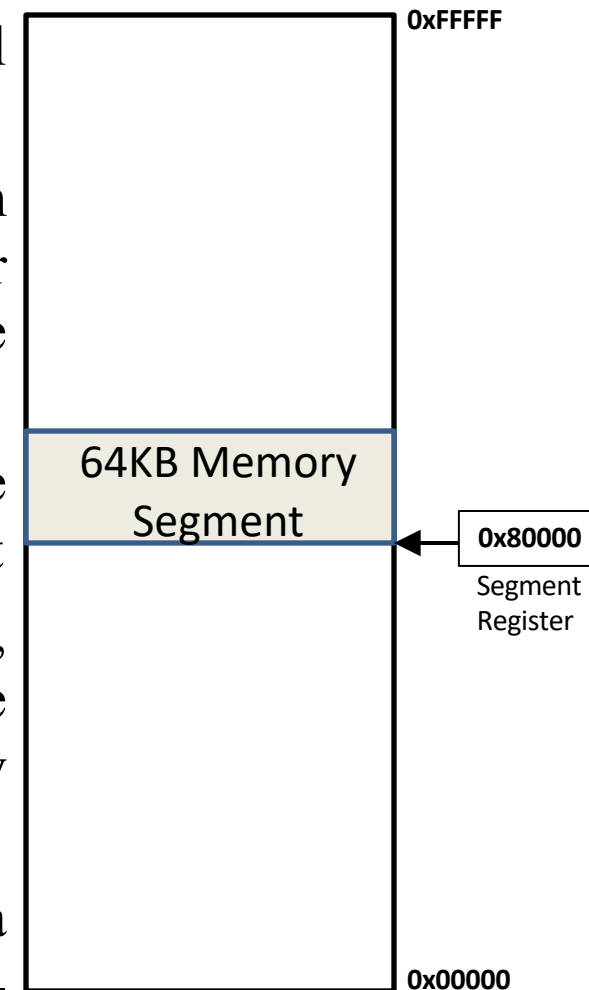 0xFFFFF
64KB Memory
Segment
0x80000
Segment
Register
0x00000